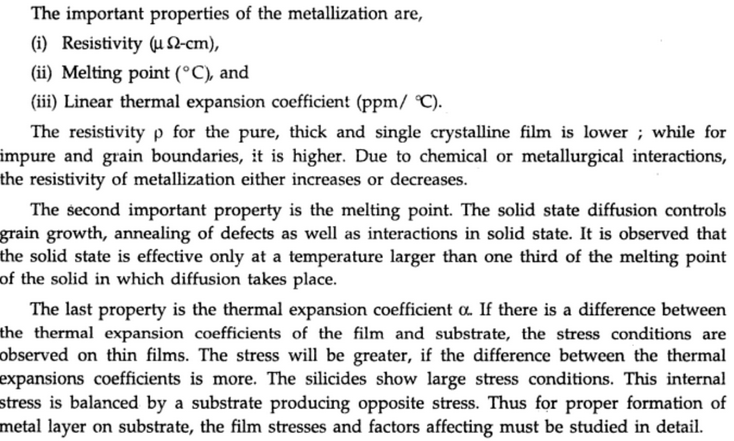 The important properties of the metallization are,
(i) Resistivity (μ Ω-cm),
(ii) Melting point (°C), and
(iii) Linear thermal expansion coefficient (ppm/ °C).
The resistivity ρ for the pure, thick and single crystalline film is lower ; while for
impure and grain boundaries, it is higher. Due to chemical or metallurgical interactions,
the resistivity of metallization either increases or decreases.
The second important property is the melting point. The solid state diffusion controls
grain growth, annealing of defects as well as interactions in solid state. It is observed that
the solid state is effective only at a temperature larger than one third of the melting point
of the solid in which diffusion takes place.
The last property is the thermal expansion coefficient α. If there is a difference between
the thermal expansion coefficients of the film and substrate, the stress conditions are
observed on thin films. The stress will be greater, if the difference between the thermal
expansions coefficients is more. The silicides show large stress conditions. This internal
stress is balanced by a substrate producing opposite stress. Thus for proper formation of
metal layer on substrate, the film stresses and factors affecting must be studied in detail.